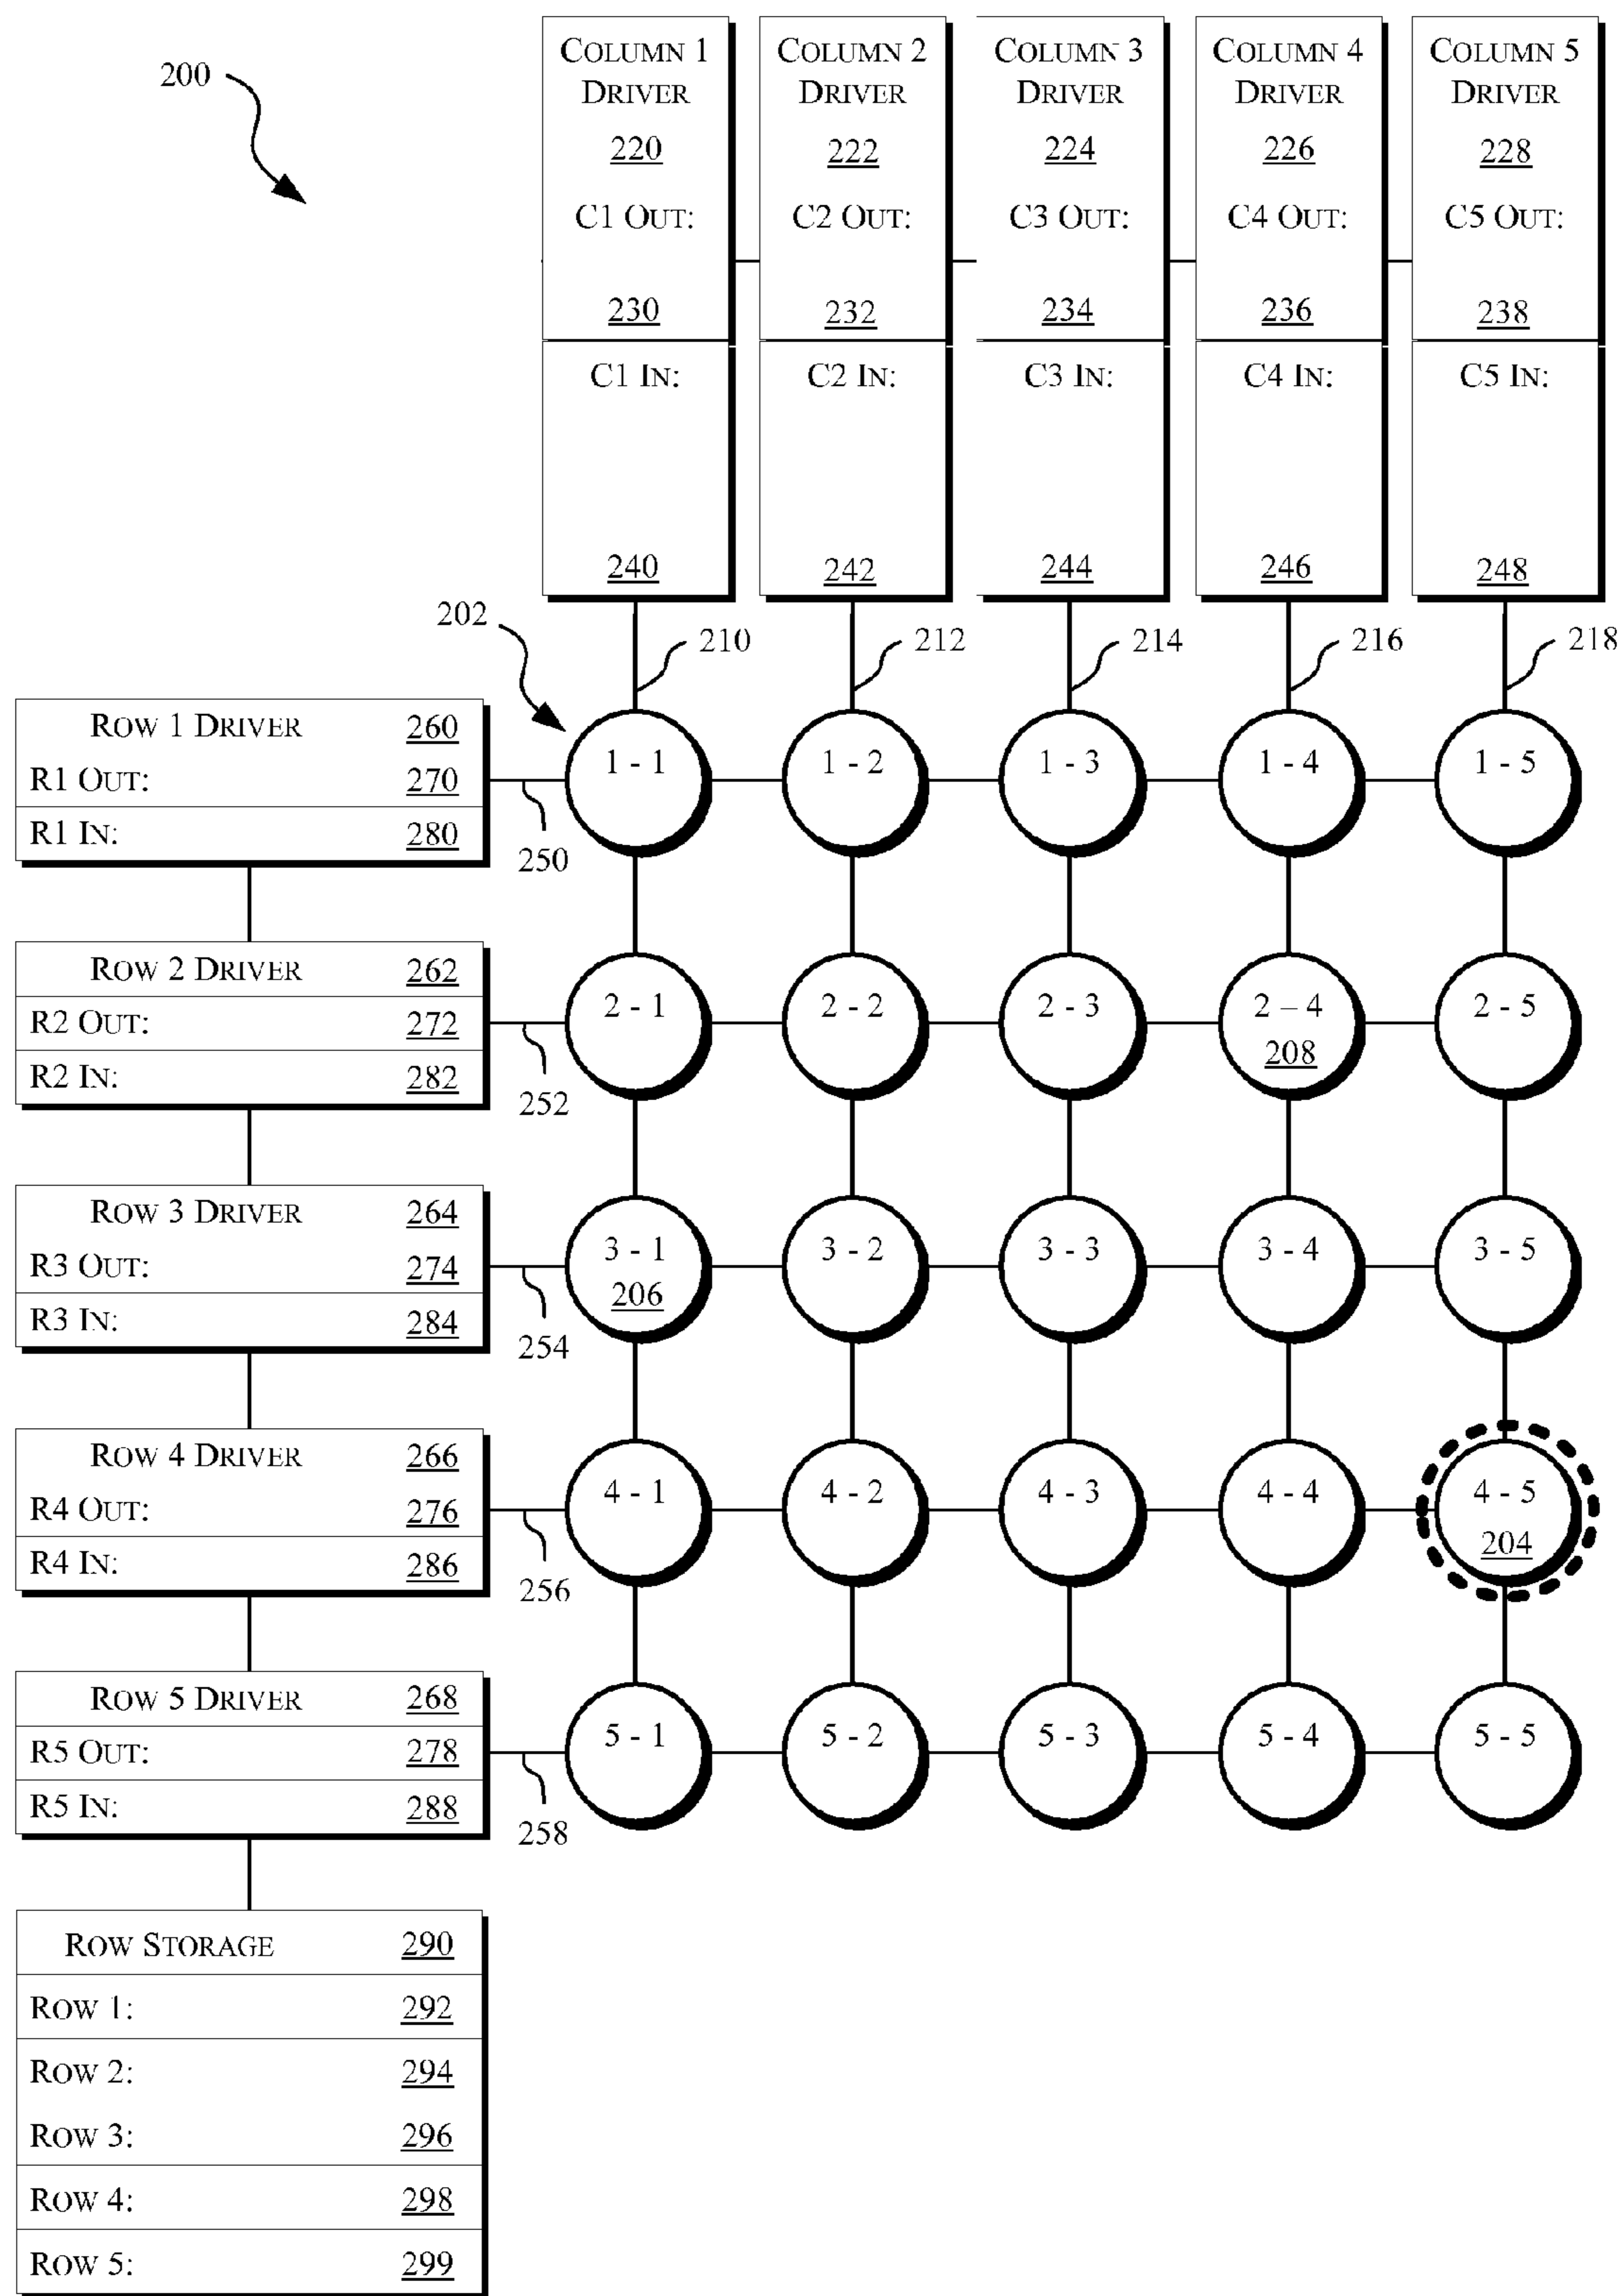 200
COLUMN 1 DRIVER
220
C1 OUT:
230
C1 IN:
240
COLUMN 2 DRIVER
222
C2 OUT:
232
C2 IN:
242
COLUMN 3 DRIVER
224
C3 OUT:
234
C3 IN:
244
COLUMN 4 DRIVER
226
C4 OUT:
236
C4 IN:
246
COLUMN 5 DRIVER
228
C5 OUT:
238
C5 IN:
248
202
210
212
214
216
218
ROW 1 DRIVER 260
R1 OUT: 270
R1 IN: 280
250
1 - 1
1 - 2
1 - 3
1 - 4
1 - 5
ROW 2 DRIVER 262
R2 OUT: 272
R2 IN: 282
252
2 - 1
2 - 2
2 - 3
2 – 4
208
2 - 5
ROW 3 DRIVER 264
R3 OUT: 274
R3 IN: 284
254
3 - 1
206
3 - 2
3 - 3
3 - 4
3 - 5
ROW 4 DRIVER 266
R4 OUT: 276
R4 IN: 286
256
4 - 1
4 - 2
4 - 3
4 - 4
4 - 5
204
ROW 5 DRIVER 268
R5 OUT: 278
R5 IN: 288
258
5 - 1
5 - 2
5 - 3
5 - 4
5 - 5
ROW STORAGE 290
ROW 1: 292
ROW 2: 294
ROW 3: 296
ROW 4: 298
ROW 5: 299